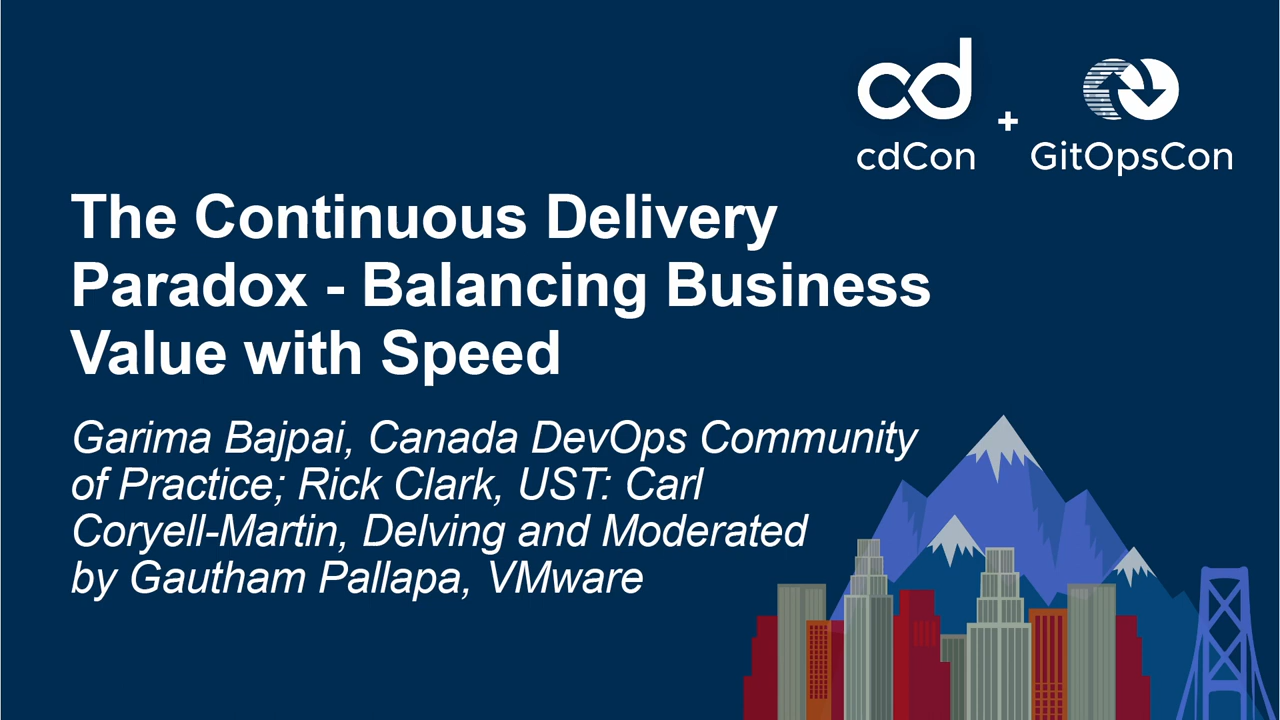 cd
cdCon
+
GitOpsCon
The Continuous Delivery
Paradox - Balancing Business
Value with Speed
Garima Bajpai, Canada DevOps Community
of Practice; Rick Clark, UST: Carl
Coryell-Martin, Delving and Moderated
by Gautham Pallapa, VMware